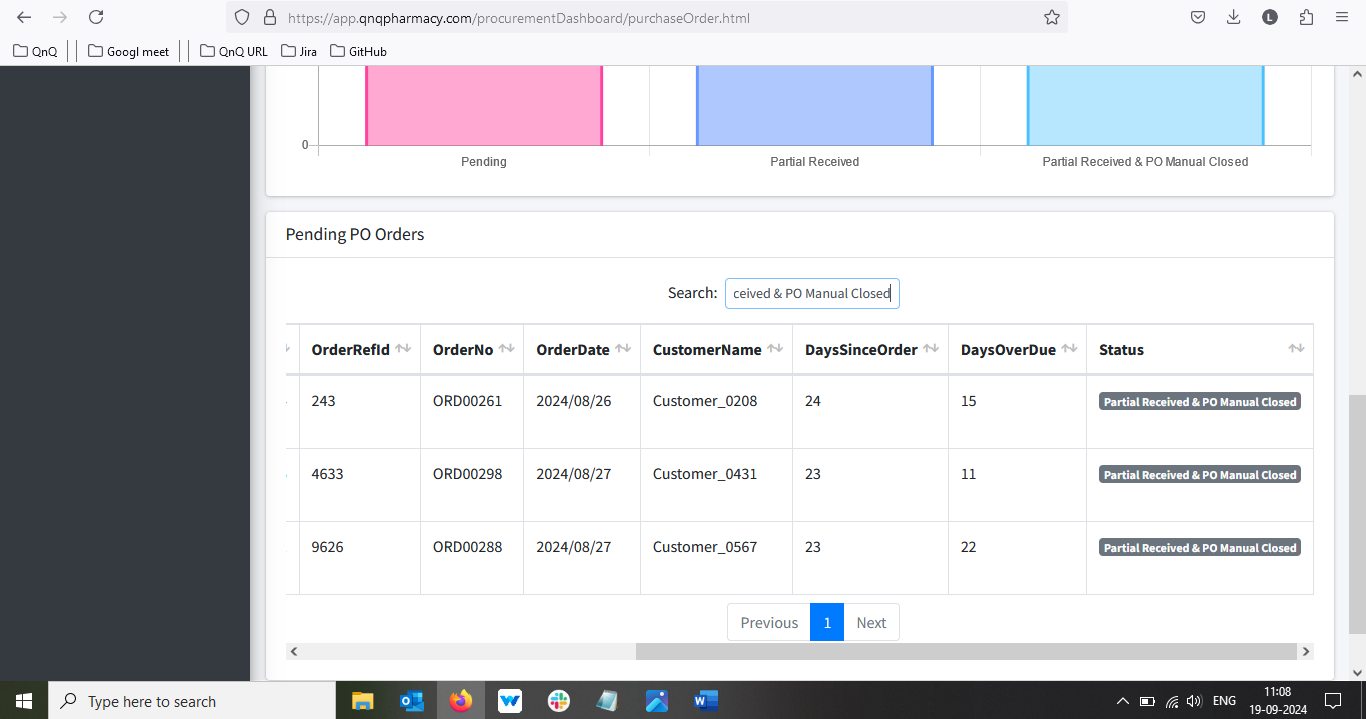 https://app.qnqpharmacy.com/procurementDashboard/purchaseOrder.html
L
QnQ Googl meet QnQ URL Jira GitHub
0
Pending Partial Received Partial Received & PO Manual Closed
Pending PO Orders
Search: ceived & PO Manual Closed
OrderRefId OrderNo OrderDate CustomerName DaysSinceOrder DaysOverDue Status
243 ORD00261 2024/08/26 Customer_0208 24 15 Partial Received & PO Manual Closed
4633 ORD00298 2024/08/27 Customer_0431 23 11 Partial Received & PO Manual Closed
9626 ORD00288 2024/08/27 Customer_0567 23 22 Partial Received & PO Manual Closed
Previous 1 Next
Type here to search
ENG
11:08
19-09-2024